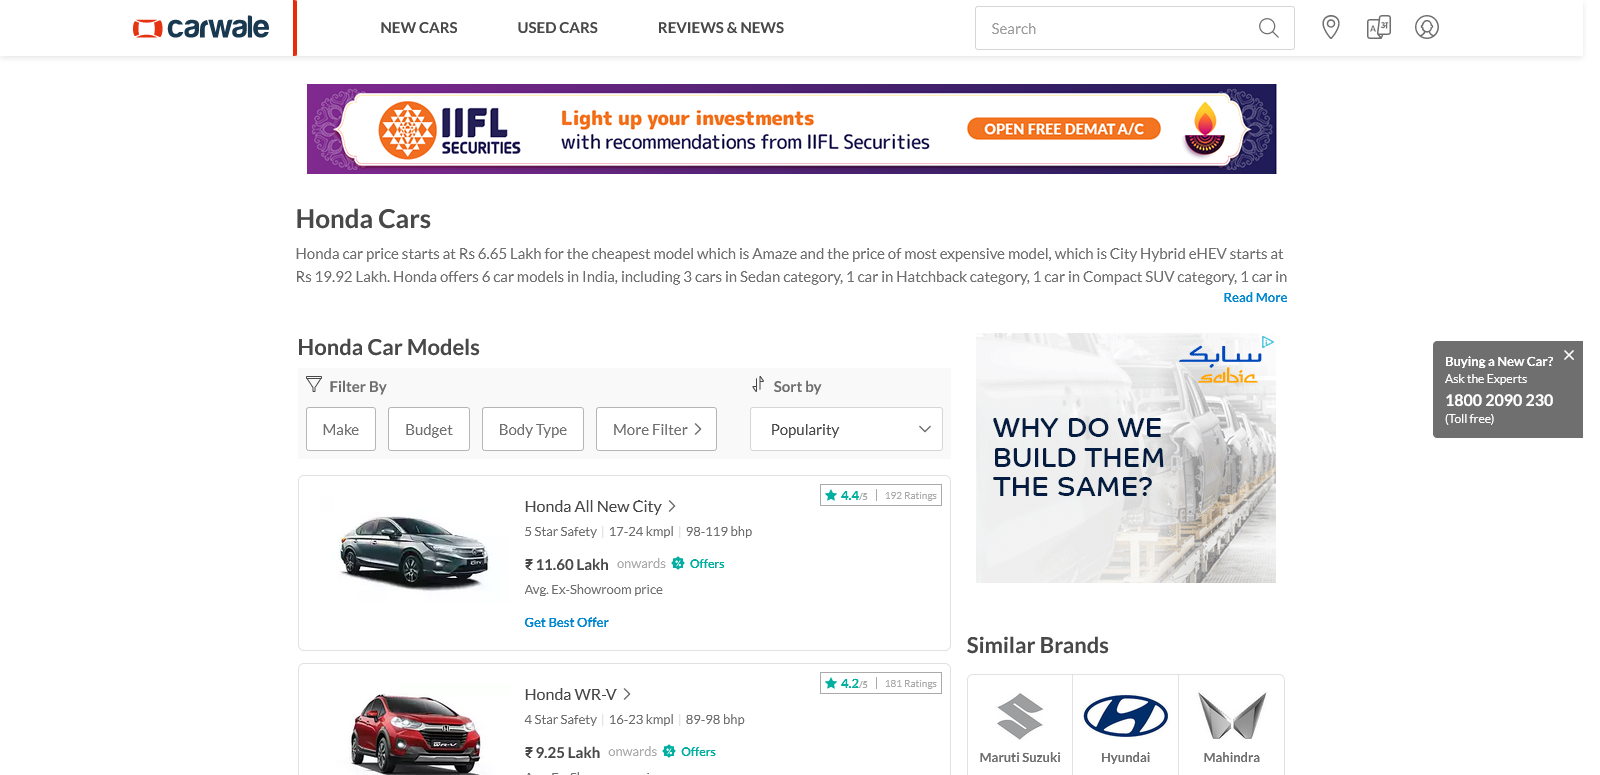 carwale
NEW CARS
USED CARS
REVIEWS & NEWS
Search
IIFL
SECURITIES
Light up your investments
with recommendations from IIFL Securities
OPEN FREE DEMAT A/C
Honda Cars
Honda car price starts at Rs 6.65 Lakh for the cheapest model which is Amaze and the price of most expensive model, which is City Hybrid eHEV starts at
Rs 19.92 Lakh. Honda offers 6 car models in India, including 3 cars in Sedan category, 1 car in Hatchback category, 1 car in Compact SUV category, 1 car in
Read More
Honda Car Models
Filter By
Sort by
Make
Budget
Body Type
More Filter
Popularity
4.4/5 | 192 Ratings
Honda All New City
5 Star Safety | 17-24 kmpl | 98-119 bhp
₹ 11.60 Lakh onwards Offers
Avg. Ex-Showroom price
Get Best Offer
4.2/5 | 181 Ratings
Honda WR-V
4 Star Safety | 16-23 kmpl | 89-98 bhp
₹ 9.25 Lakh onwards Offers
سابك
sabic
WHY DO WE
BUILD THEM
THE SAME?
Buying a New Car?
Ask the Experts
1800 2090 230
(Toll free)
Similar Brands
Maruti Suzuki
Hyundai
Mahindra